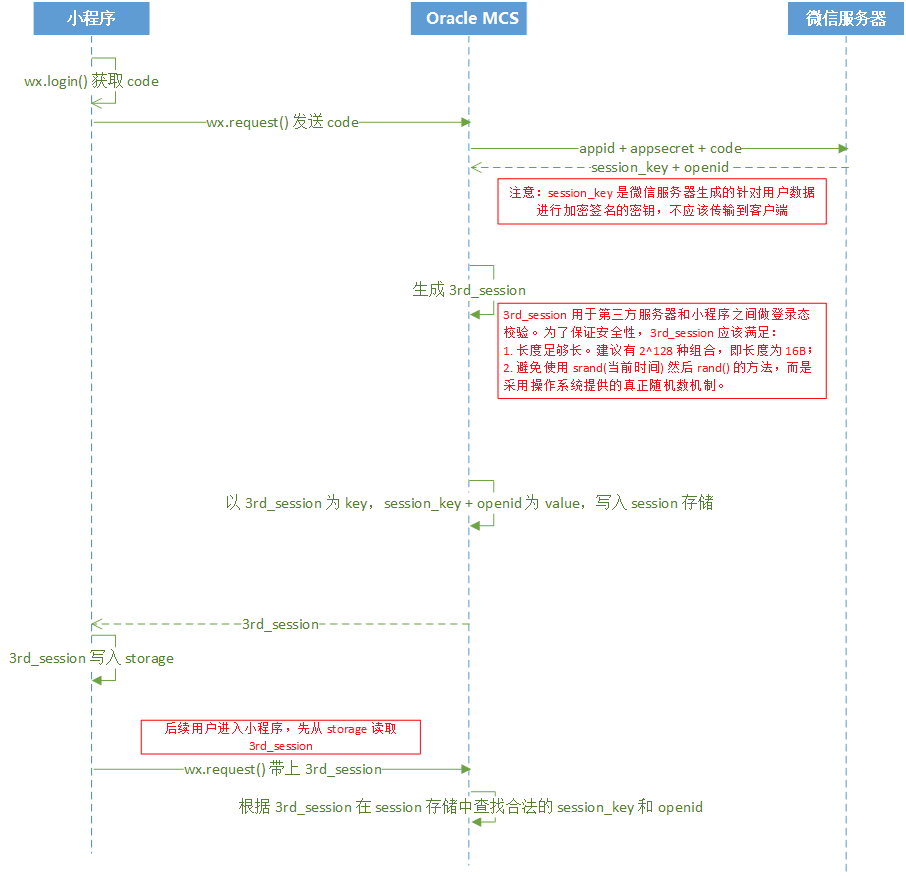 小程序
Oracle MCS
微信服务器
wx.login() 获取 code
wx.request() 发送 code
appid + appsecret + code
session_key + openid
注意：session_key 是微信服务器生成的针对用户数据
进行加密签名的密钥，不应该传输到客户端
生成 3rd_session
3rd_session 用于第三方服务器和小程序之间做登录态
校验。为了保证安全性，3rd_session 应该满足：
1. 长度足够长。建议有 2^128 种组合，即长度为 16B；
2. 避免使用 srand(当前时间) 然后 rand() 的方法，而是
采用操作系统提供的真正随机数机制。
以 3rd_session 为 key，session_key + openid 为 value，写入 session 存储
3rd_session
3rd_session 写入 storage
后续用户进入小程序，先从 storage 读取
3rd_session
wx.request() 带上 3rd_session
根据 3rd_session 在 session 存储中查找合法的 session_key 和 openid